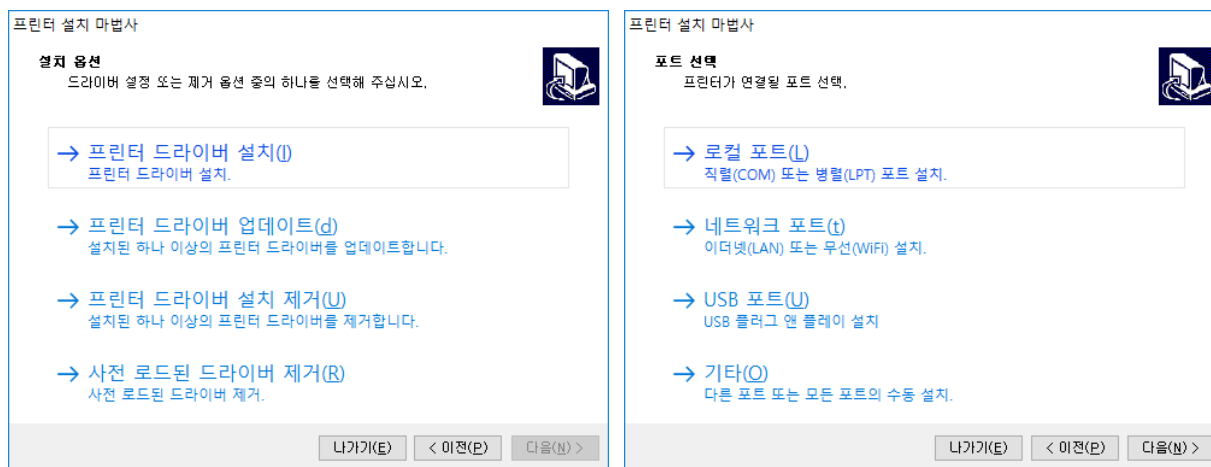 프린터 설치 마법사
설치 옵션
드라이버 설정 또는 제거 옵션 중의 하나를 선택해 주십시오.
→ 프린터 드라이버 설치(I)
프린터 드라이버 설치.
→ 프린터 드라이버 업데이트(d)
설치된 하나 이상의 프린터 드라이버를 업데이트합니다.
→ 프린터 드라이버 설치 제거(U)
설치된 하나 이상의 프린터 드라이버를 제거합니다.
→ 사전 로드된 드라이버 제거(R)
사전 로드된 드라이버 제거.
나가기(E) < 이전(P) 다음(N) >
프린터 설치 마법사
포트 선택
프린터가 연결될 포트 선택.
→ 로컬 포트(L)
직렬(COM) 또는 병렬(LPT) 포트 설치.
→ 네트워크 포트(t)
이더넷(LAN) 또는 무선(WiFi) 설치.
→ USB 포트(U)
USB 플러그 앤 플레이 설치
→ 기타(O)
다른 포트 또는 모든 포트의 수동 설치.
나가기(E) < 이전(P) 다음(N) >